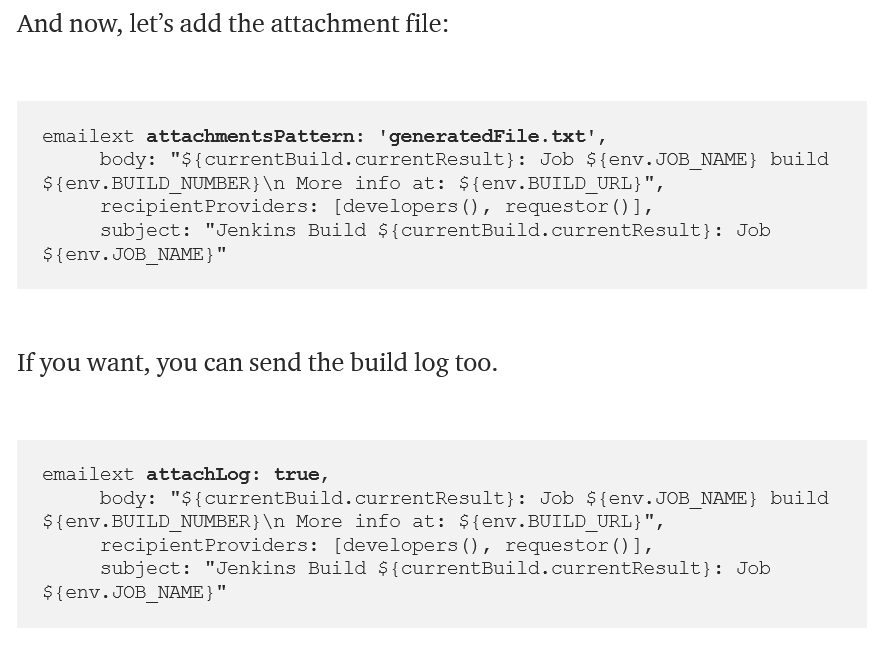 And now, let’s add the attachment file:
emailext attachmentsPattern: 'generatedFile.txt',
body: "${currentBuild.currentResult}: Job ${env.JOB_NAME} build
${env.BUILD_NUMBER}\n More info at: ${env.BUILD_URL}",
recipientProviders: [developers(), requestor()],
subject: "Jenkins Build ${currentBuild.currentResult}: Job
${env.JOB_NAME}"
If you want, you can send the build log too.
emailext attachLog: true,
body: "${currentBuild.currentResult}: Job ${env.JOB_NAME} build
${env.BUILD_NUMBER}\n More info at: ${env.BUILD_URL}",
recipientProviders: [developers(), requestor()],
subject: "Jenkins Build ${currentBuild.currentResult}: Job
${env.JOB_NAME}"